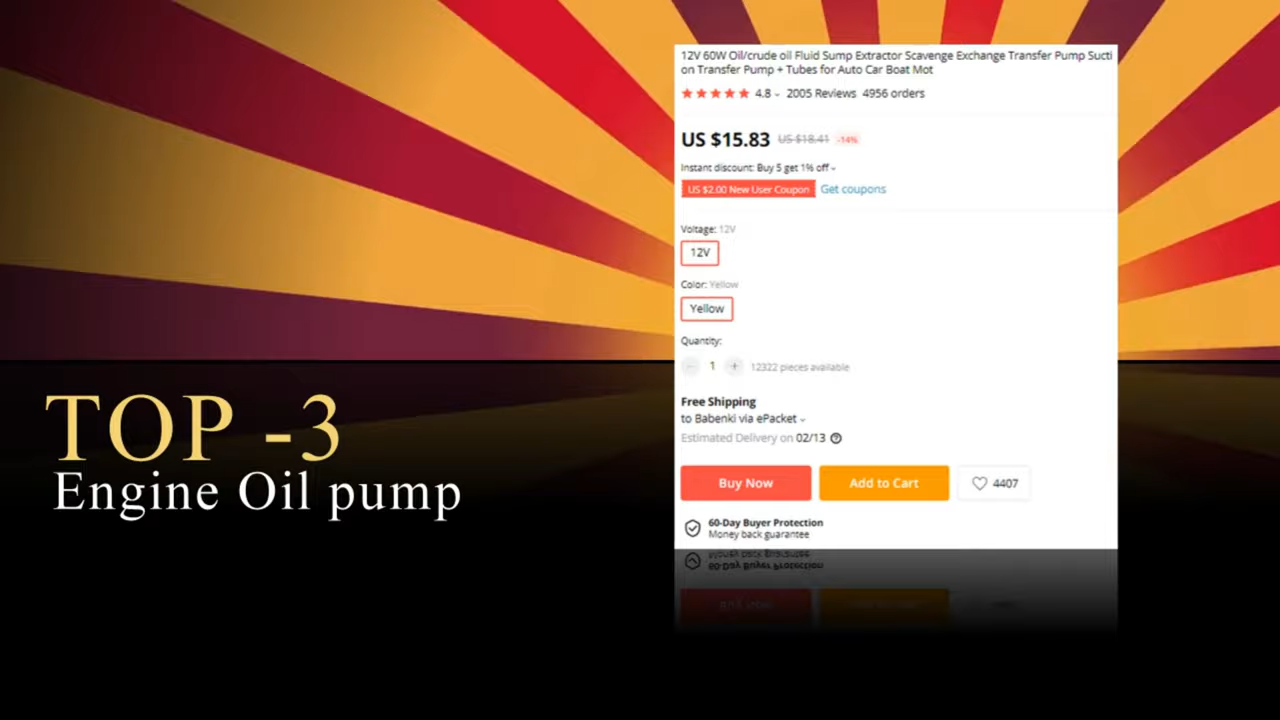 12V 60W Oil/crude oil Fluid Sump Extractor Scavenge Exchange Transfer Pump Sucti
on Transfer Pump + Tubes for Auto Car Boat Mot
4.8 2005 Reviews 4956 orders
US $15.83 US $18.41 -14%
Instant discount: Buy 5 get 1% off
US $2.00 New User Coupon Get coupons
Voltage: 12V
12V
Color: Yellow
Yellow
Quantity:
1 + 12322 pieces available
Free Shipping
to Babenki via ePacket
Estimated Delivery on 02/13
Buy Now Add to Cart 4407
60-Day Buyer Protection
Money back guarantee
TOP -3
Engine Oil pump